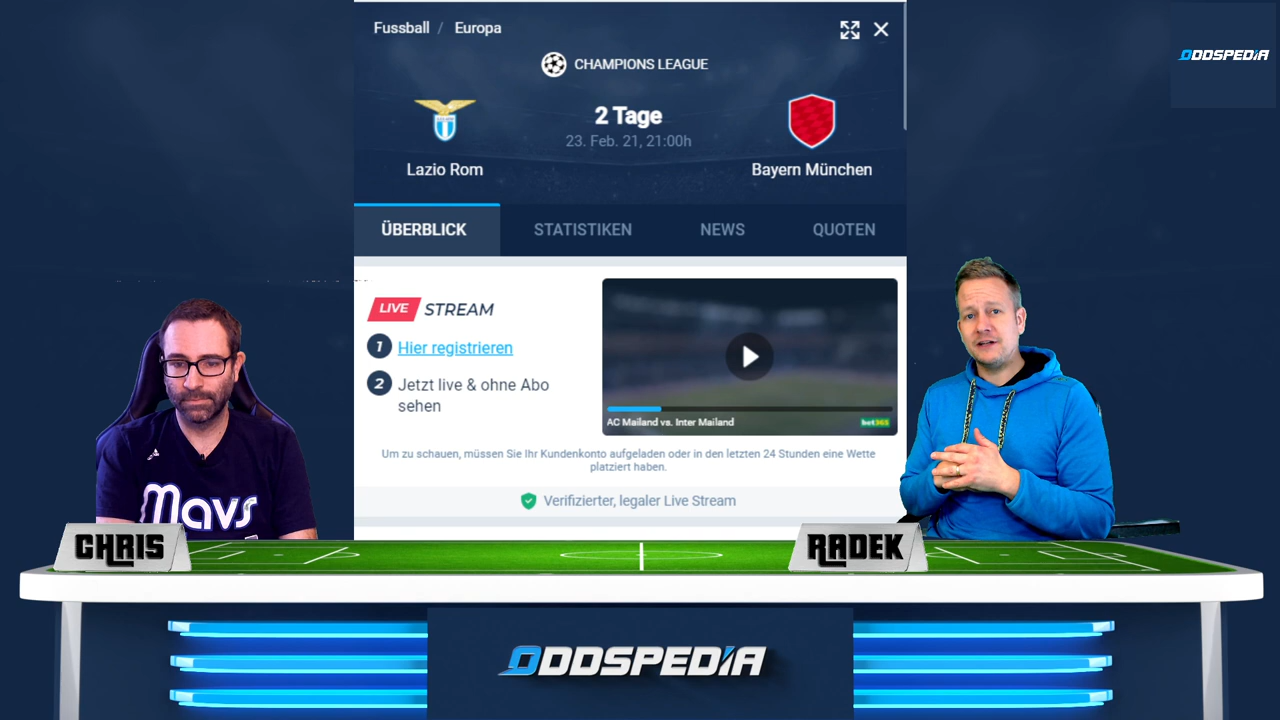 Fussball / Europa
CHAMPIONS LEAGUE
ODDSPEDIA
2 Tage
23. Feb. 21, 21:00h
Lazio Rom
Bayern München
ÜBERBLICK
STATISTIKEN
NEWS
QUOTEN
LIVE STREAM
1 Hier registrieren
2 Jetzt live & ohne Abo
sehen
AC Mailand vs. Inter Mailand
bet365
Um zu schauen, müssen Sie Ihr Kundenkonto aufgeladen oder in den letzten 24 Stunden eine Wette
platziert haben.
Verifizierter, legaler Live Stream
Mavs
CHRIS
RADEK
ODDSPEDIA